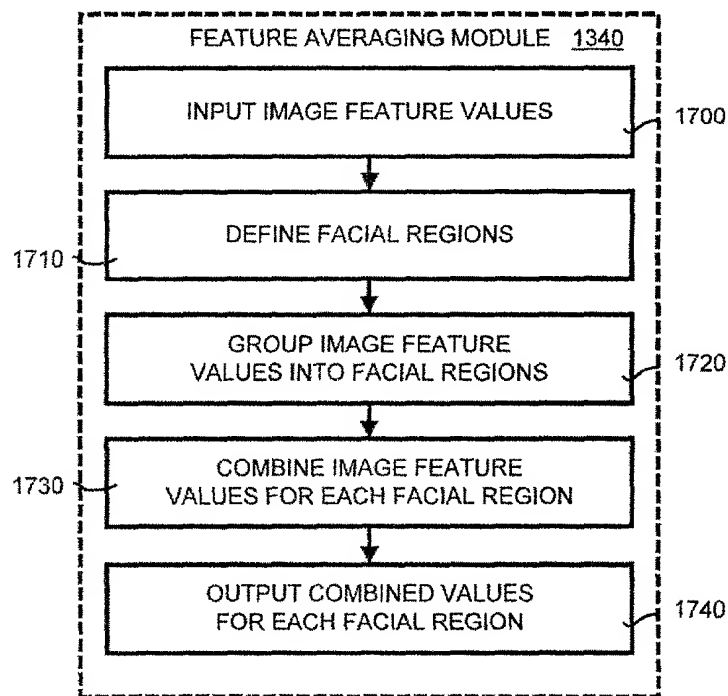 FEATURE AVERAGING MODULE 1340
INPUT IMAGE FEATURE VALUES
1700
DEFINE FACIAL REGIONS
1710
GROUP IMAGE FEATURE
VALUES INTO FACIAL REGIONS
1720
COMBINE IMAGE FEATURE
VALUES FOR EACH FACIAL REGION
1730
OUTPUT COMBINED VALUES
FOR EACH FACIAL REGION
1740